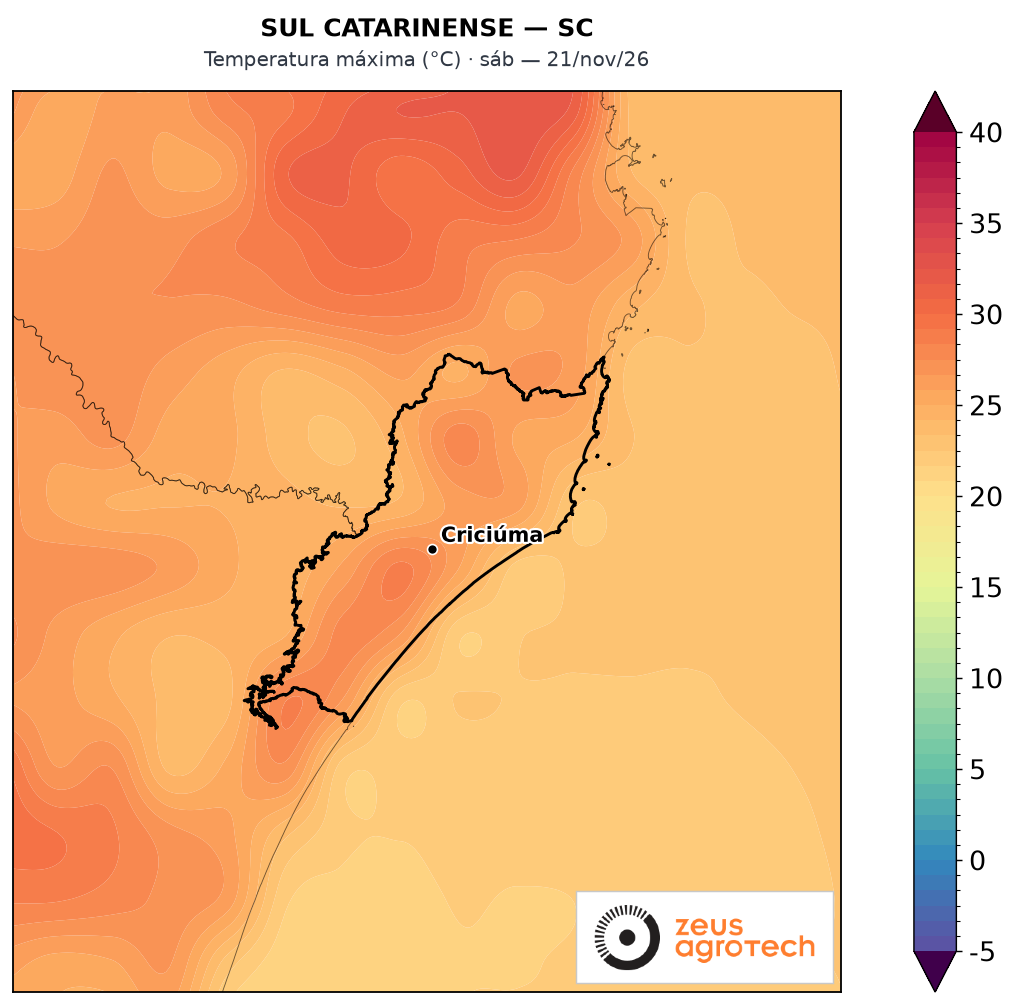 SUL CATARINENSE — SC
Temperatura máxima (°C) · sáb — 21/nov/26
40
35
30
25
20
15
10
5
0
-5
Criciúma
zeus
agrotech